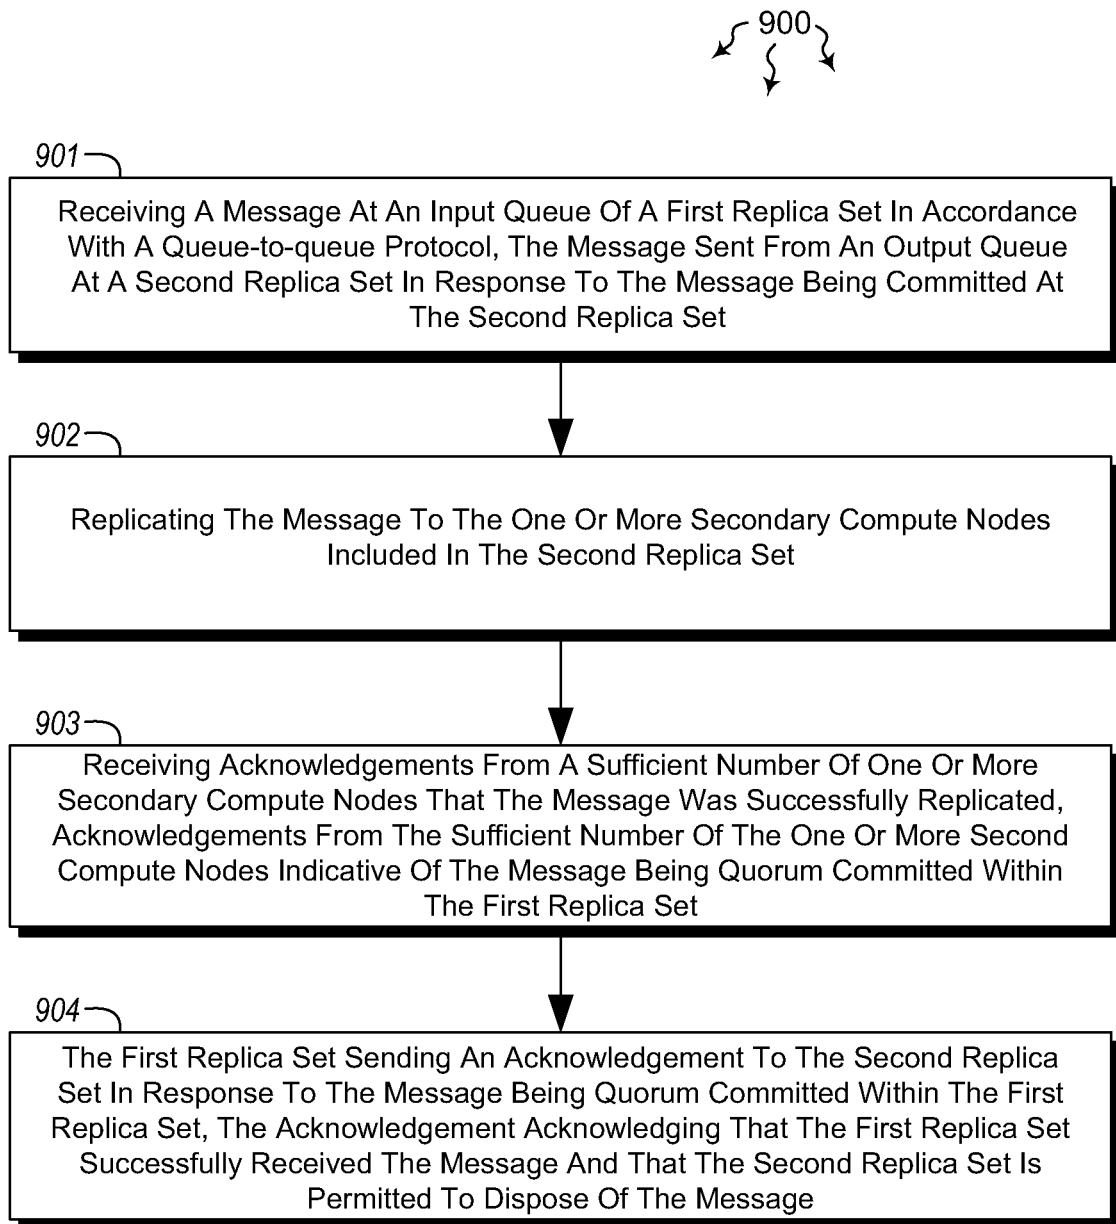 900
901
Receiving A Message At An Input Queue Of A First Replica Set In Accordance
With A Queue-to-queue Protocol, The Message Sent From An Output Queue
At A Second Replica Set In Response To The Message Being Committed At
The Second Replica Set
902
Replicating The Message To The One Or More Secondary Compute Nodes
Included In The Second Replica Set
903
Receiving Acknowledgements From A Sufficient Number Of One Or More
Secondary Compute Nodes That The Message Was Successfully Replicated,
Acknowledgements From The Sufficient Number Of The One Or More Second
Compute Nodes Indicative Of The Message Being Quorum Committed Within
The First Replica Set
904
The First Replica Set Sending An Acknowledgement To The Second Replica
Set In Response To The Message Being Quorum Committed Within The First
Replica Set, The Acknowledgement Acknowledging That The First Replica Set
Successfully Received The Message And That The Second Replica Set Is
Permitted To Dispose Of The Message